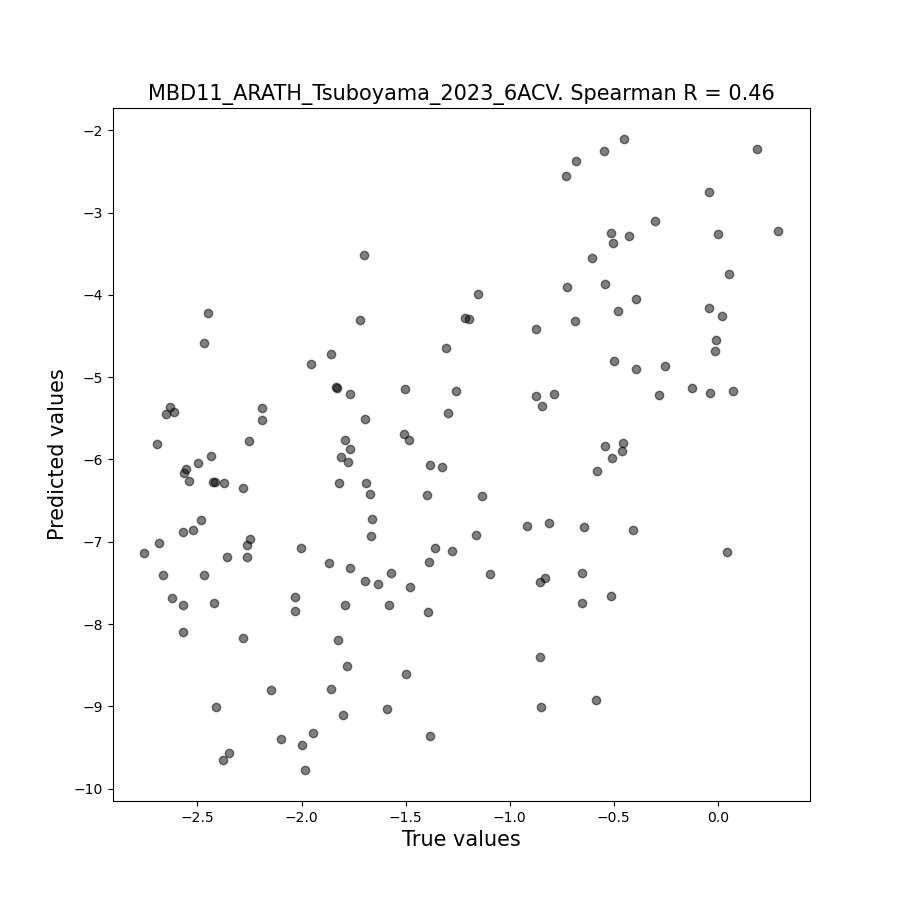 MBD11_ARATH_Tsuboyama_2023_6ACV. Spearman R = 0.46
−2
−3
−4
−5
−6
−7
−8
−9
−10
Predicted values
−2.5 −2.0 −1.5 −1.0 −0.5 0.0
True values